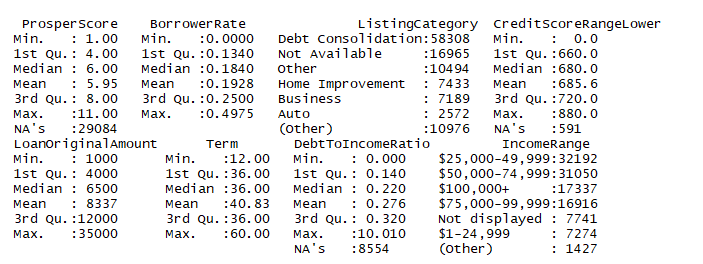 ProsperScore    BorrowerRate               ListingCategory  CreditScoreRangeLower
Min.   : 1.00   Min.   :0.0000   Debt Consolidation:58308   Min.   :  0.0
1st Qu.: 4.00   1st Qu.:0.1340   Not Available     :16965   1st Qu.:660.0
Median : 6.00   Median :0.1840   Other             :10494   Median :680.0
Mean   : 5.95   Mean   :0.1928   Home Improvement  : 7433   Mean   :685.6
3rd Qu.: 8.00   3rd Qu.:0.2500   Business          : 7189   3rd Qu.:720.0
Max.   :11.00   Max.   :0.4975   Auto              : 2572   Max.   :880.0
NA's   :29084                    (Other)           :10976   NA's   :591
LoanOriginalAmount      Term       DebtToIncomeRatio         IncomeRange
Min.   : 1000      Min.   :12.00   Min.   : 0.000    $25,000-49,999:32192
1st Qu.: 4000      1st Qu.:36.00   1st Qu.: 0.140    $50,000-74,999:31050
Median : 6500      Median :36.00   Median : 0.220    $100,000+     :17337
Mean   : 8337      Mean   :40.83   Mean   : 0.276    $75,000-99,999:16916
3rd Qu.:12000      3rd Qu.:36.00   3rd Qu.: 0.320    Not displayed : 7741
Max.   :35000      Max.   :60.00   Max.   :10.010    $1-24,999     : 7274
                                   NA's   :8554      (Other)       : 1427